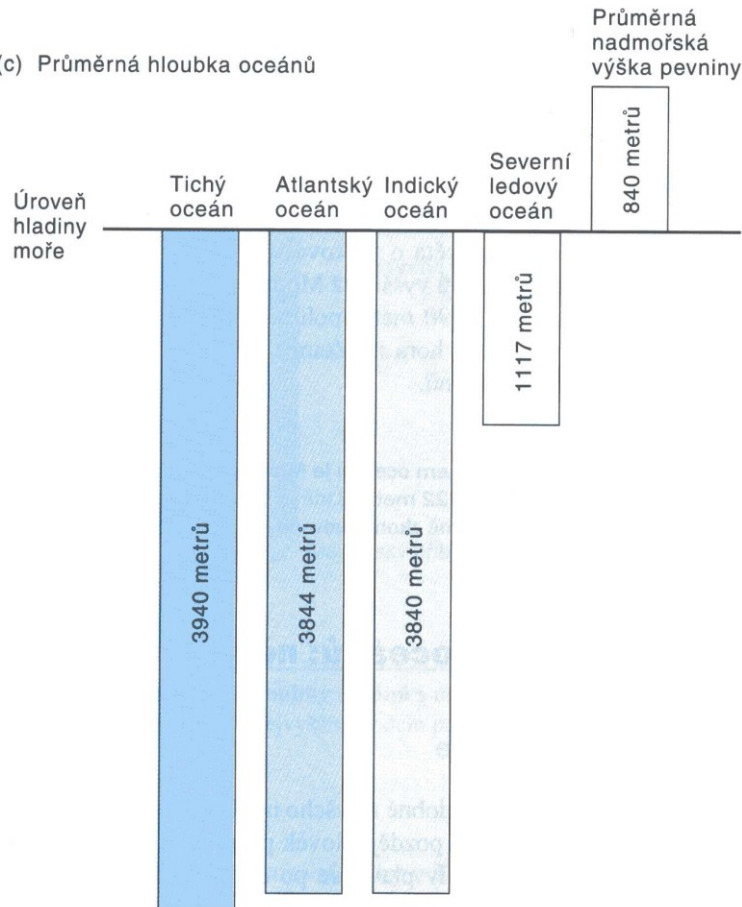 (c) Průměrná hloubka oceánů
Průměrná
nadmořská
výška pevniny
840 metrů
Úroveň
hladiny
moře
Tichý
oceán
Atlantský
oceán
Indický
oceán
Severní
ledový
oceán
3940 metrů
3844 metrů
3840 metrů
1117 metrů